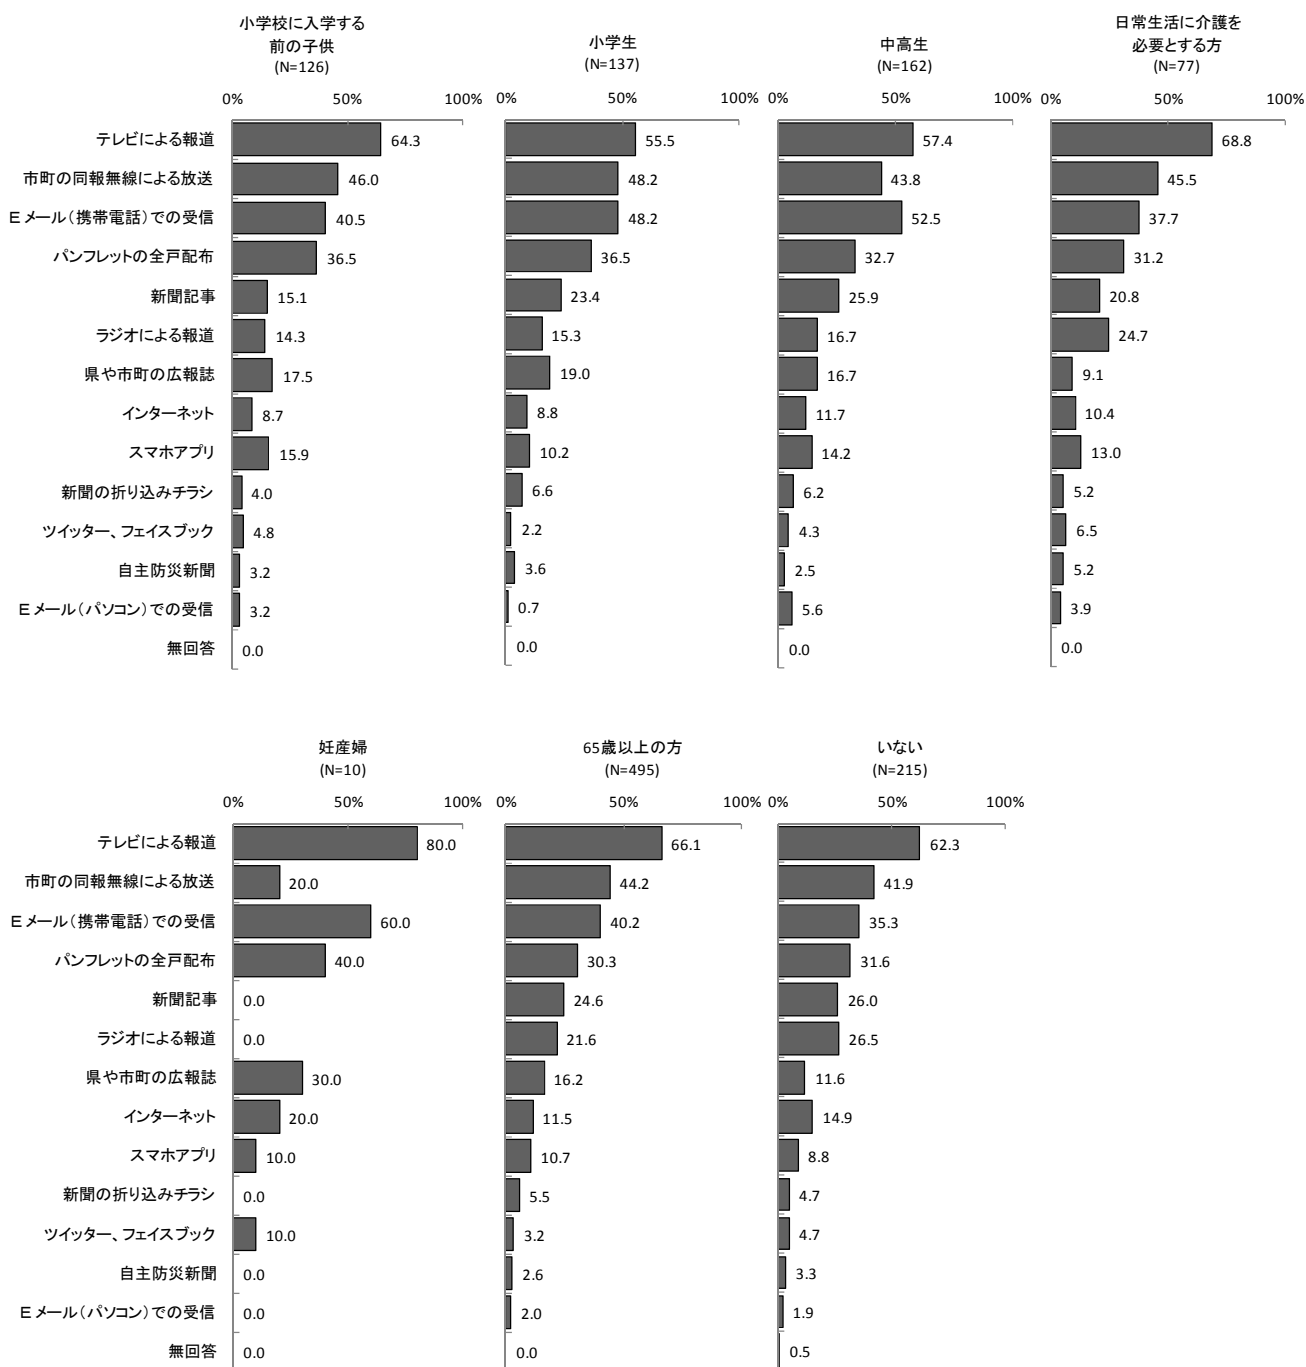 小学校に入学する
前の子供
(N=126)
小学生
(N=137)
中高生
(N=162)
日常生活に介護を
必要とする方
(N=77)
0% 50% 100% 0% 50% 100% 0% 50% 100% 0% 50% 100%
テレビによる報道 64.3 55.5 57.4 68.8
市町の同報無線による放送 46.0 48.2 43.8 45.5
Eメール(携帯電話)での受信 40.5 48.2 52.5 37.7
パンフレットの全戸配布 36.5 36.5 32.7 31.2
新聞記事 15.1 23.4 25.9 20.8
ラジオによる報道 14.3 15.3 16.7 24.7
県や市町の広報誌 17.5 19.0 16.7 9.1
インターネット 8.7 8.8 11.7 10.4
スマホアプリ 15.9 10.2 14.2 13.0
新聞の折り込みチラシ 4.0 6.6 6.2 5.2
ツイッター、フェイスブック 4.8 2.2 4.3 6.5
自主防災新聞 3.2 3.6 2.5 5.2
Eメール(パソコン)での受信 3.2 0.7 5.6 3.9
無回答 0.0 0.0 0.0 0.0
妊産婦
(N=10)
65歳以上の方
(N=495)
いない
(N=215)
0% 50% 100% 0% 50% 100% 0% 50% 100%
テレビによる報道 80.0 66.1 62.3
市町の同報無線による放送 20.0 44.2 41.9
Eメール(携帯電話)での受信 60.0 40.2 35.3
パンフレットの全戸配布 40.0 30.3 31.6
新聞記事 0.0 24.6 26.0
ラジオによる報道 0.0 21.6 26.5
県や市町の広報誌 30.0 16.2 11.6
インターネット 20.0 11.5 14.9
スマホアプリ 10.0 10.7 8.8
新聞の折り込みチラシ 0.0 5.5 4.7
ツイッター、フェイスブック 10.0 3.2 4.7
自主防災新聞 0.0 2.6 3.3
Eメール(パソコン)での受信 0.0 2.0 1.9
無回答 0.0 0.0 0.5